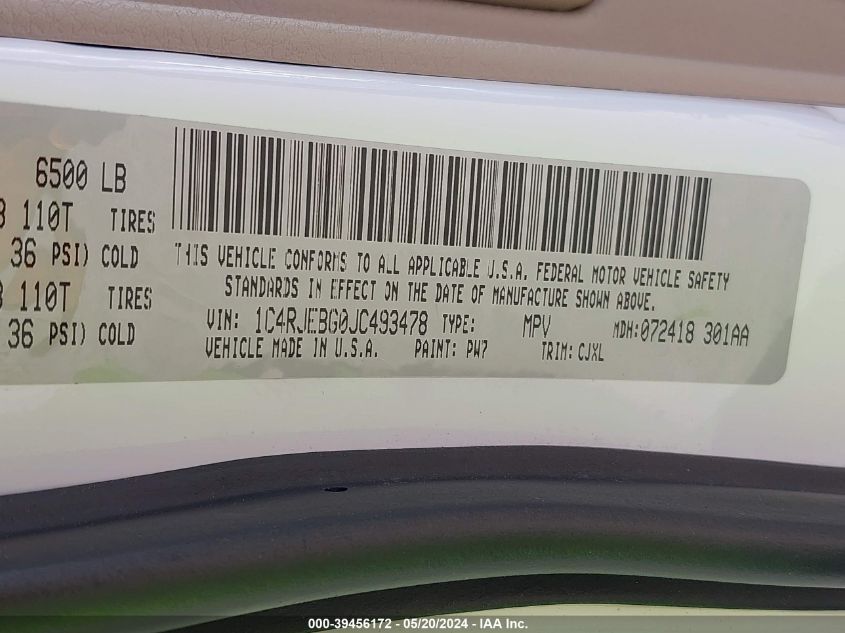 6500 LB
110T TIRES
36 PSI) COLD
110T TIRES
36 PSI) COLD
THIS VEHICLE CONFORMS TO ALL APPLICABLE U.S.A. FEDERAL MOTOR VEHICLE SAFETY
STANDARDS IN EFFECT ON THE DATE OF MANUFACTURE SHOWN ABOVE.
VIN: 1C4RJEBG0JC493478 TYPE: MPV MDH:072418 301AA
VEHICLE MADE IN U.S.A. PAINT: PW7 TRIM: CJXL
000-39456172 - 05/20/2024 - IAA Inc.